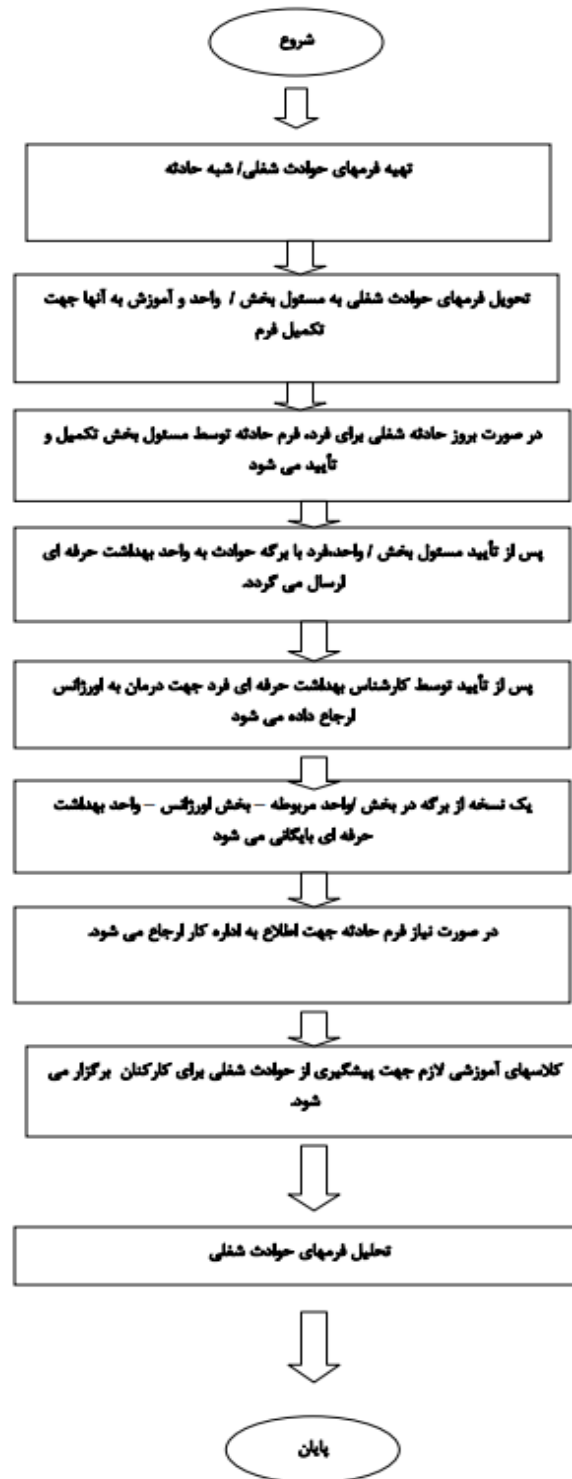 شروع
تهیه فرمهای حوادث شغلی/ شبه حادثه
تحویل فرمهای حوادث شغلی به مسئول بخش / واحد و آموزش به آنها جهت
تکمیل فرم
در صورت بروز حادثه شغلی برای فرد، فرم حادثه توسط مسئول بخش تکمیل و
تأیید می شود
پس از تأیید مسئول بخش / واحد،فرد با برگه حوادث به واحد بهداشت حرفه ای
ارسال می گردد.
پس از تأیید توسط کارشناس بهداشت حرفه ای فرد جهت درمان به اورژانس
ارجاع داده می شود
یک نسخه از برگه در بخش /واحد مربوطه – بخش اورژانس – واحد بهداشت
حرفه ای بایگانی می شود
در صورت نیاز فرم حادثه جهت اطلاع به اداره کار ارجاع می شود.
کلاسهای آموزشی لازم جهت پیشگیری از حوادث شغلی برای کارکنان برگزار می
شود.
تحلیل فرمهای حوادث شغلی
پایان